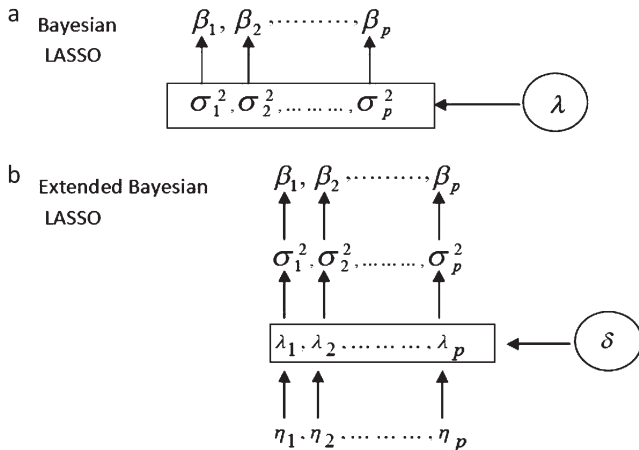 a Bayesian LASSO
β₁, β₂ ·········· βₚ
σ₁², σ₂², ........., σₚ²
λ
b Extended Bayesian LASSO
β₁, β₂ ·········· βₚ
σ₁², σ₂², ........., σₚ²
λ₁, λ₂, ... ... ... , λₚ
δ
η₁, η₂, ... ... ... , ηₚ